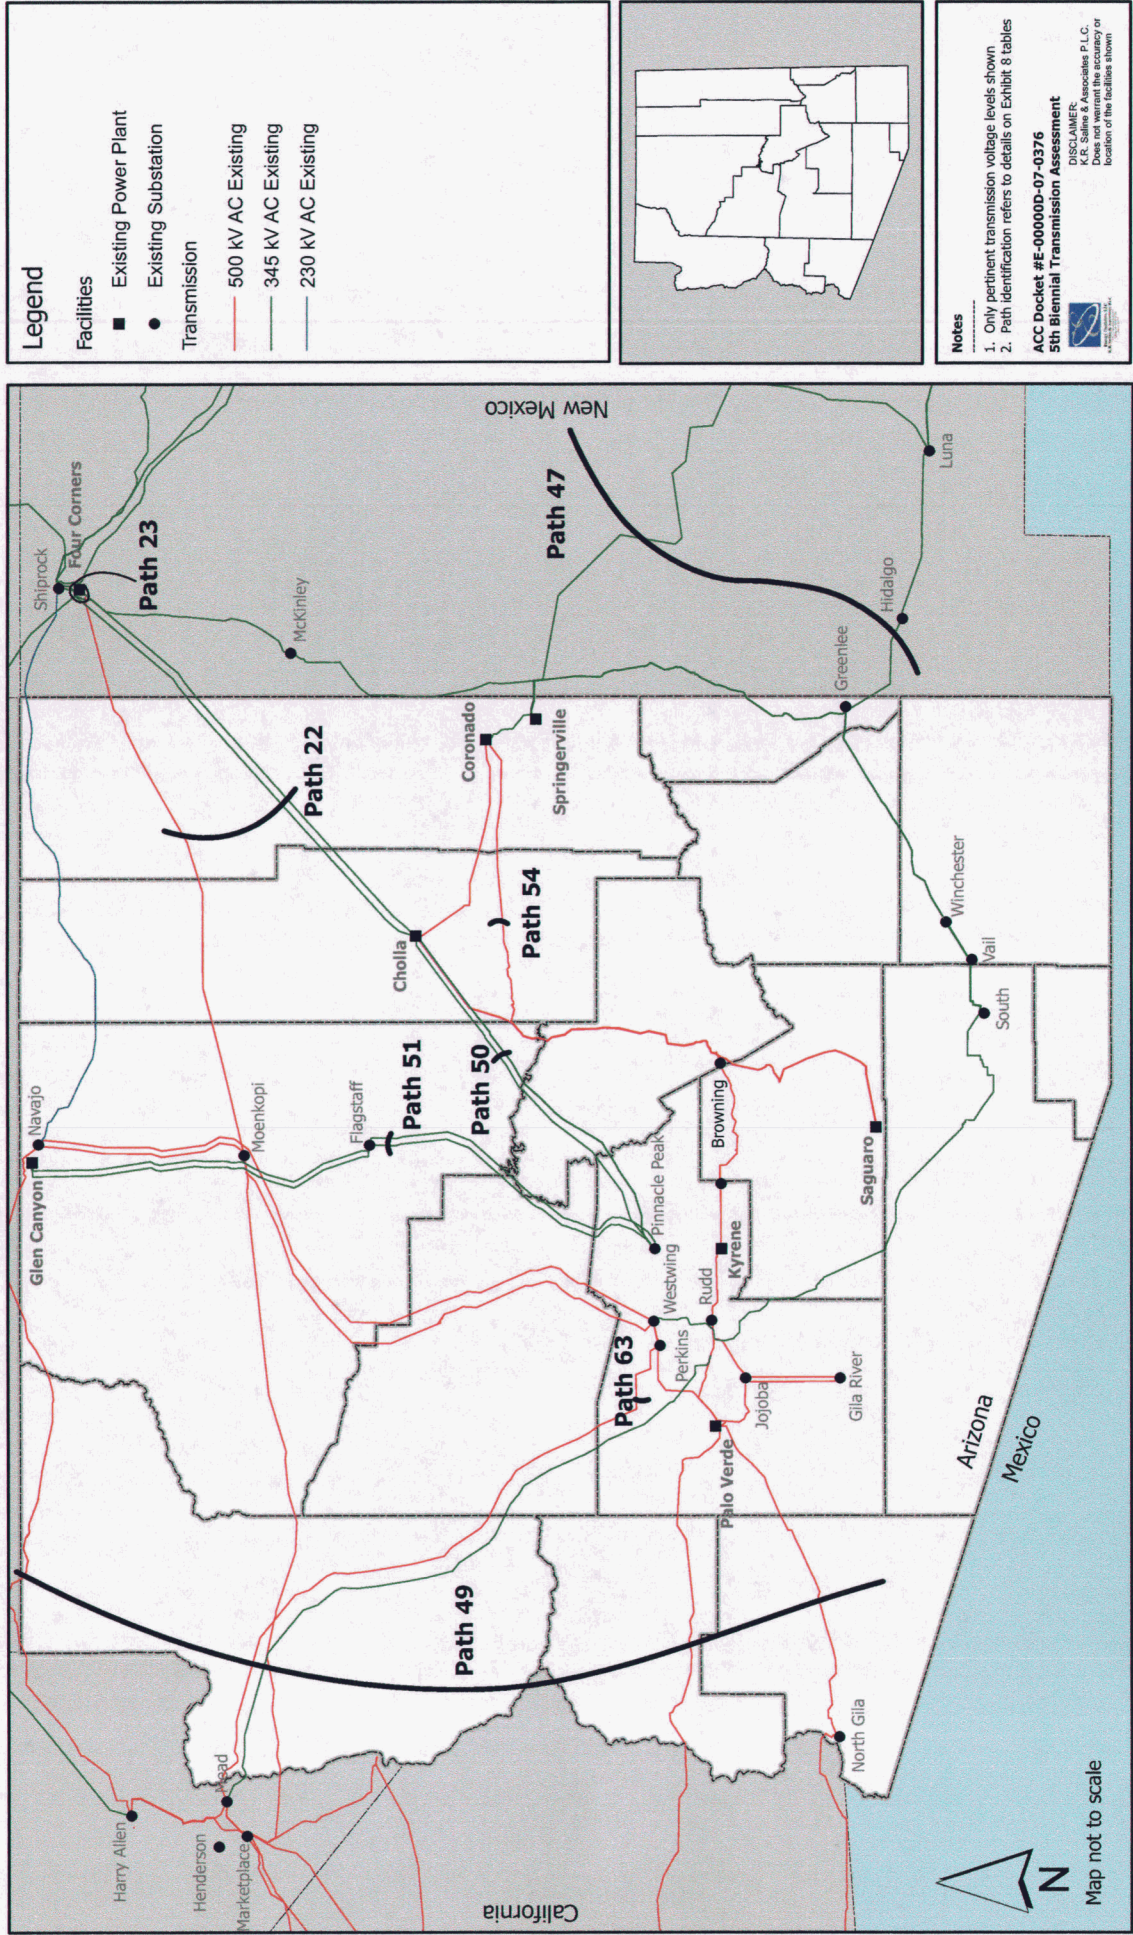 Legend
Facilities
Existing Power Plant
Existing Substation
Transmission
500 kV AC Existing
345 kV AC Existing
230 kV AC Existing
Notes
1. Only pertinent transmission voltage levels shown
2. Path identification refers to details on Exhibit 8 tables
ACC Docket #E-00000D-07-0376
5th Biennial Transmission Assessment
DISCLAIMER:
K.R. Saline & Associates P.L.C.
Does not warrant the accuracy or
location of the facilities shown
Harry Allen
Henderson
Mead
Marketplace
Glen Canyon
Navajo
Shiprock
Four Corners
Path 23
Moenkopi
McKinley
Path 22
Flagstaff
Path 51
Cholla
Path 49
Path 50
Coronado
Path 54
Springerville
Path 47
New Mexico
California
Path 63
Westwing
Perkins
Pinnacle Peak
Palo Verde
Rudd
Kyrene
Browning
Jojoba
North Gila
Gila River
Saguaro
Greenlee
Hidalgo
Luna
Winchester
Vail
South
Arizona
Mexico
N
Map not to scale